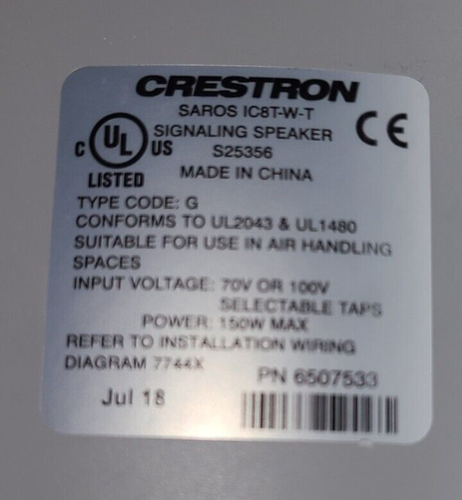 CRESTRON
SAROS IC8T-W-T
SIGNALING SPEAKER
S25356
MADE IN CHINA
C UL US
LISTED
CE
TYPE CODE: G
CONFORMS TO UL2043 & UL1480
SUITABLE FOR USE IN AIR HANDLING
SPACES
INPUT VOLTAGE: 70V OR 100V
SELECTABLE TAPS
POWER: 150W MAX
REFER TO INSTALLATION WIRING
DIAGRAM 7744X
PN 6507533
Jul 18